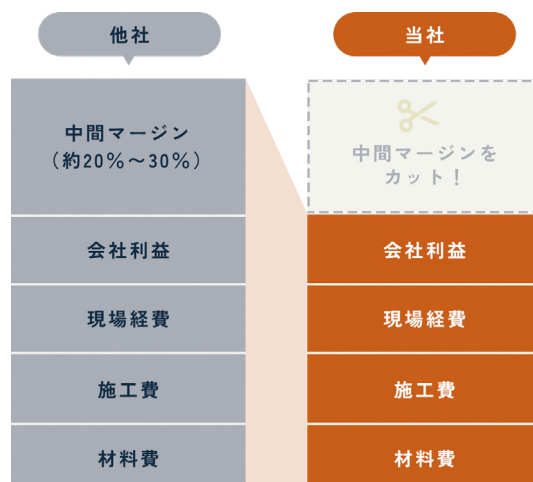 他社
当社
中間マージン
（約20％〜30％）
中間マージンを
カット！
会社利益
会社利益
現場経費
現場経費
施工費
施工費
材料費
材料費